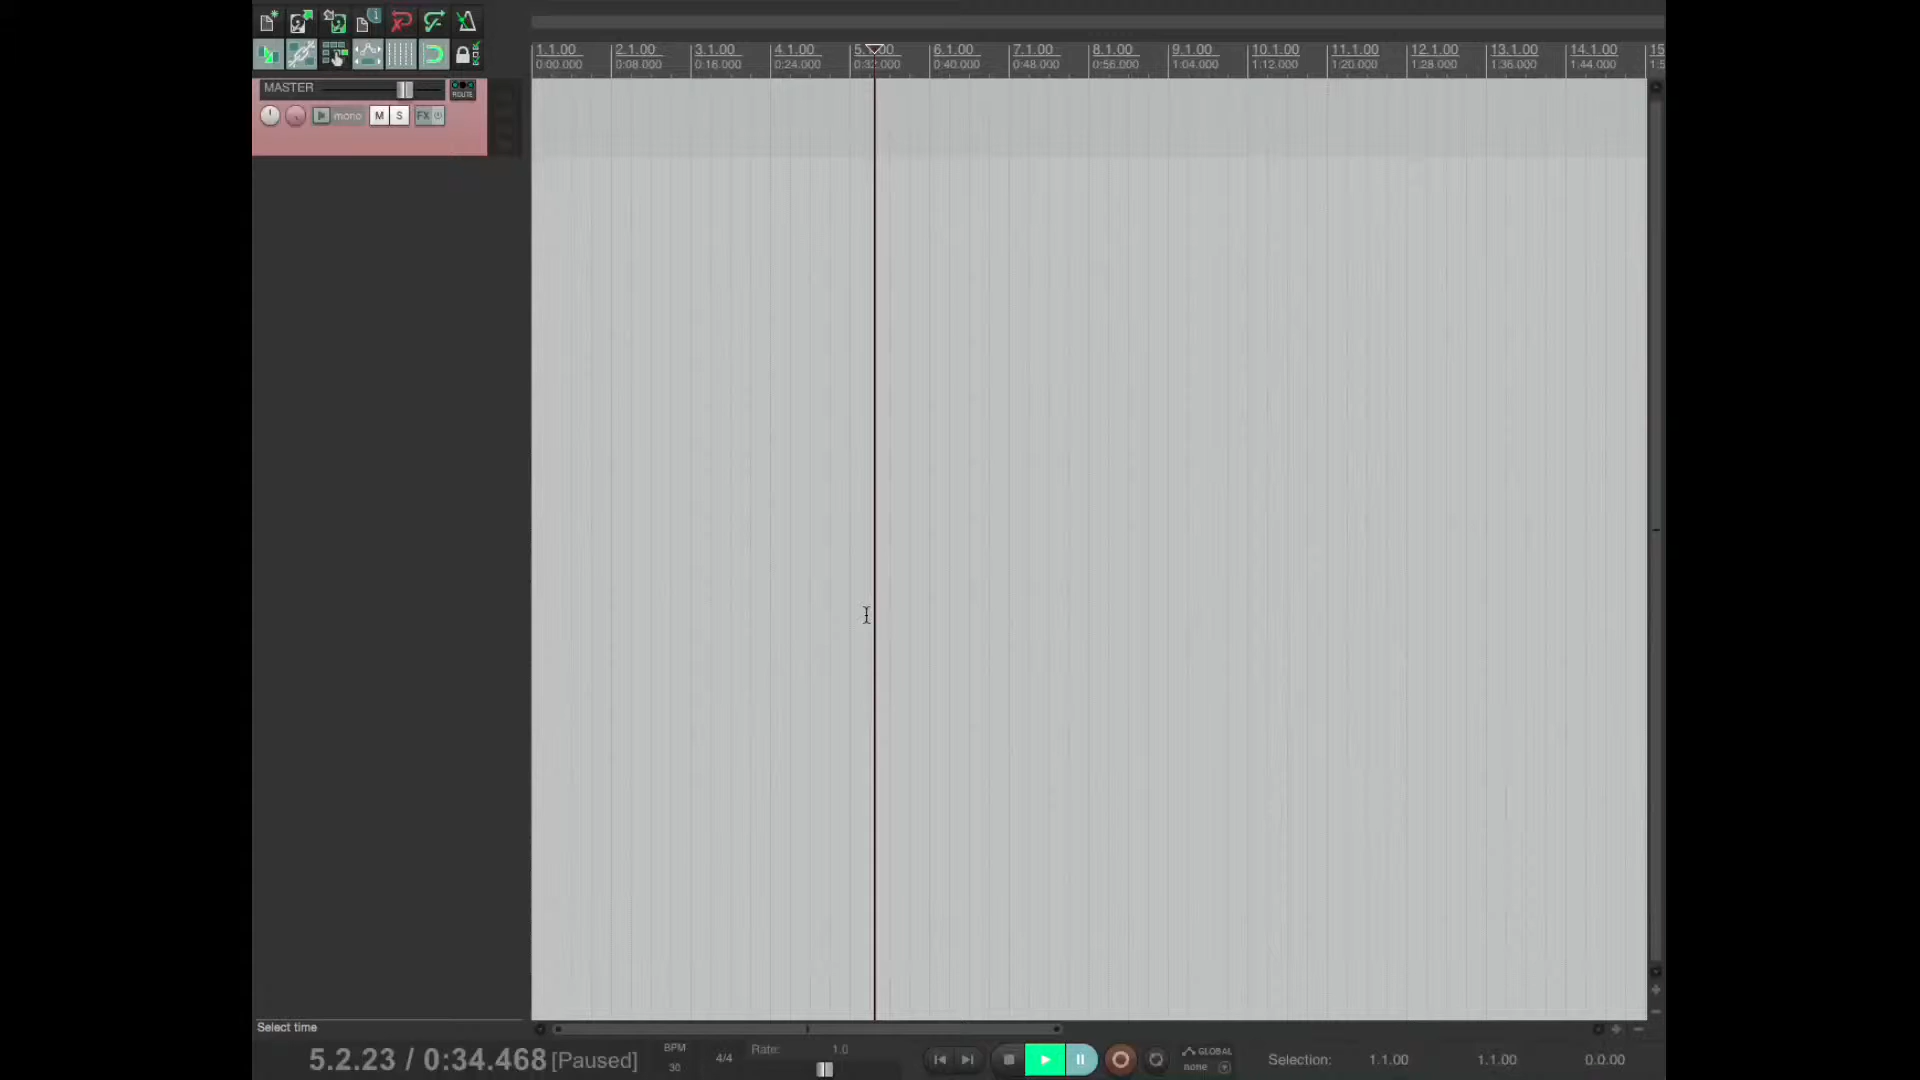 1.1.00 2.1.00 3.1.00 4.1.00 6.1.00 7.1.00 8.1.00 9.1.00 10.1.00 11.1.00 12.1.00 13.1.00 14.1.00 15
0:00.000 0:08.000 0:16.000 0:24.000 0:40.000 0:48.000 0:56.000 1:04.000 1:12.000 1:20.000 1:28.000 1:36.000 1:44.000
MASTER
ROUTE
mono M S FX
Select time
5.2.23 / 0:34.468 [Paused]
BPM
30
4/4
Rate: 1.0
GLOBAL
none
Selection: 1.1.00 1.1.00 0.0.00